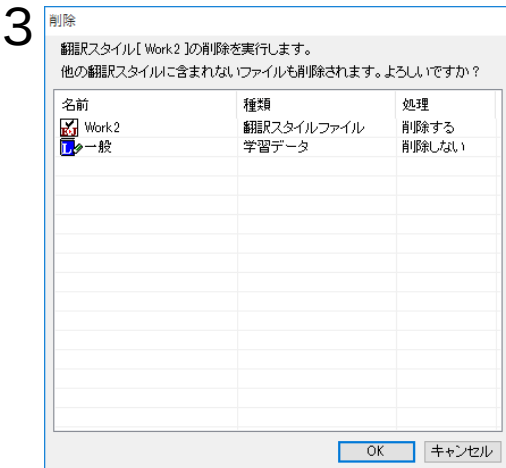 3
削除
翻訳スタイル[ Work2 ]の削除を実行します。
他の翻訳スタイルに含まれないファイルも削除されます。よろしいですか？
名前 種類 処理
Work2 翻訳スタイルファイル 削除する
一般 学習データ 削除しない
OK キャンセル